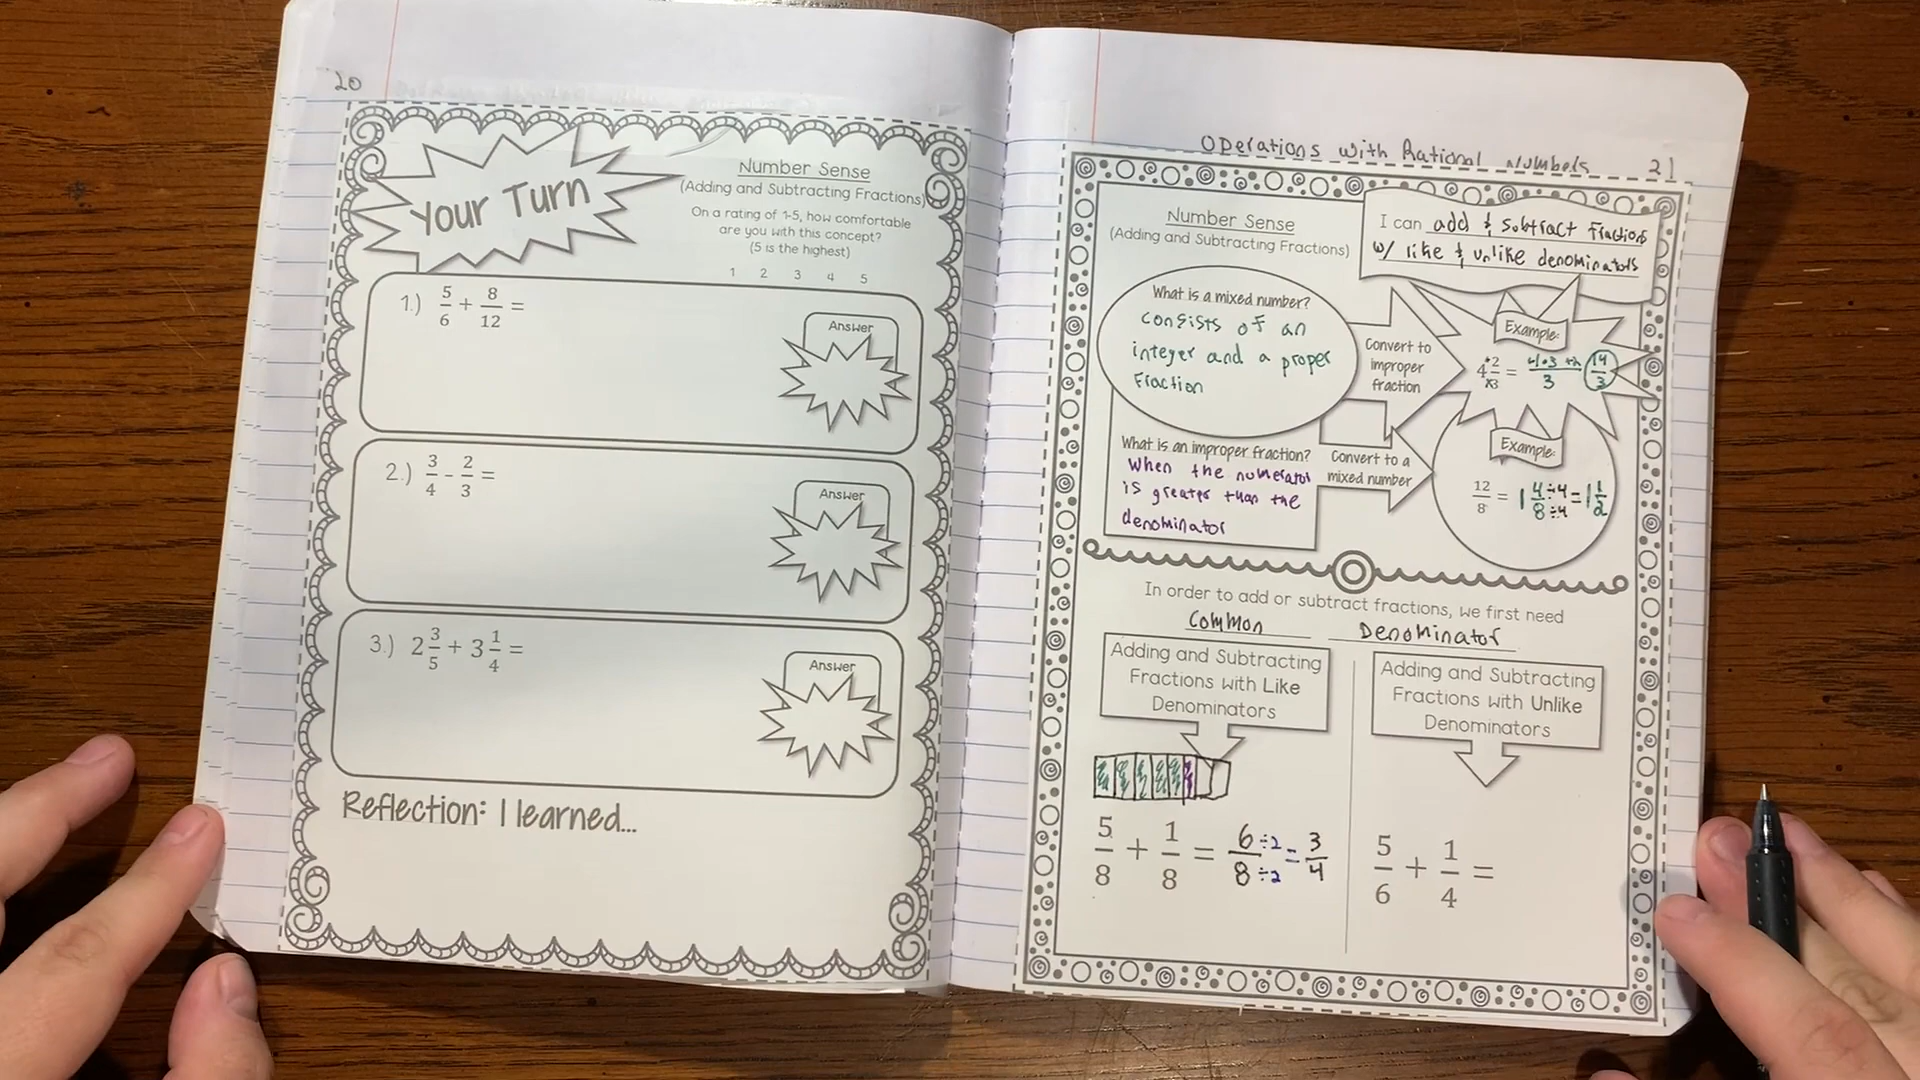 20
Your Turn
Number Sense
(Adding and Subtracting Fractions)
On a rating of 1-5, how comfortable
are you with this concept?
(5 is the highest)
1 2 3 4 5
1.) 5/6 + 8/12 =
Answer
2.) 3/4 - 2/3 =
Answer
3.) 2 3/5 + 3 1/4 =
Answer
Reflection: I learned...
Operations with Rational Numbers 21
Number Sense
(Adding and Subtracting Fractions)
I can add & subtract fractions
w/ like & unlike denominators
What is a mixed number?
consists of an
integer and a proper
fraction
Convert to
improper
fraction
Example:
4 2/3 = 4·3+2/3 14/3
What is an improper fraction?
When the numerator
is greater than the
denominator
Convert to a
mixed number
Example:
12/8 = 1 4÷4/8÷4 = 1 1/2
In order to add or subtract fractions, we first need
Common Denominator
Adding and Subtracting
Fractions with Like
Denominators
5/8 + 1/8 = 6÷2/8÷2 = 3/4
Adding and Subtracting
Fractions with Unlike
Denominators
5/6 + 1/4 =